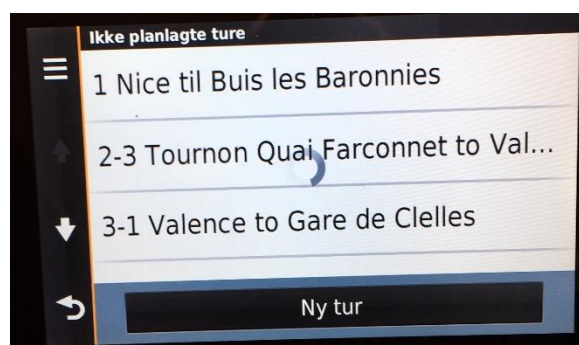 Ikke planlagte ture
1 Nice til Buis les Baronnies
2-3 Tournon Quai Farconnet to Val...
3-1 Valence to Gare de Clelles
Ny tur